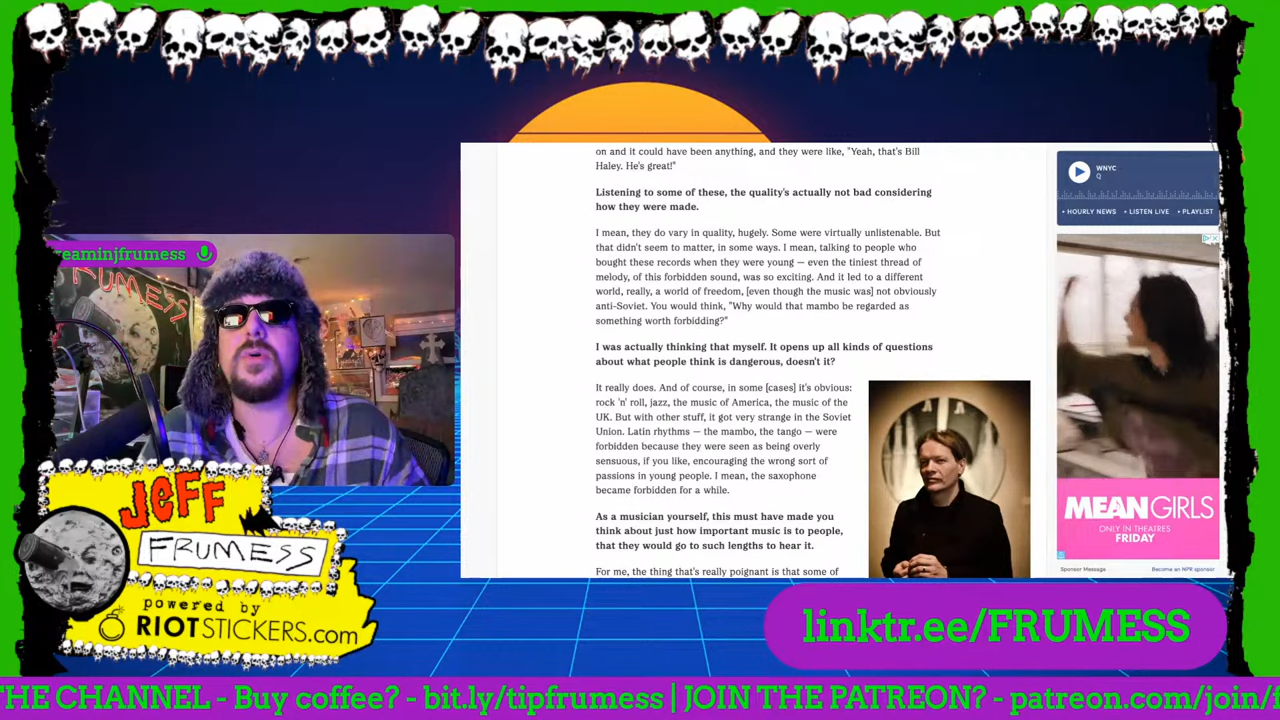 on and it could have been anything, and they were like, "Yeah, that's Bill
Haley. He's great!"
Listening to some of these, the quality's actually not bad considering
how they were made.
I mean, they do vary in quality, hugely. Some were virtually unlistenable. But
that didn't seem to matter, in some ways. I mean, talking to people who
bought these records when they were young — even the tiniest thread of
melody, of this forbidden sound, was so exciting. And it led to a different
world, really, a world of freedom, [even though the music was] not obviously
anti-Soviet. You would think, "Why would that mambo be regarded as
something worth forbidding?"
I was actually thinking that myself. It opens up all kinds of questions
about what people think is dangerous, doesn't it?
It really does. And of course, in some [cases] it's obvious:
rock 'n' roll, jazz, the music of America, the music of the
UK. But with other stuff, it got very strange in the Soviet
Union. Latin rhythms — the mambo, the tango — were
forbidden because they were seen as being overly
sensuous, if you like, encouraging the wrong sort of
passions in young people. I mean, the saxophone
became forbidden for a while.
As a musician yourself, this must have made you
think about just how important music is to people,
that they would go to such lengths to hear it.
For me, the thing that's really poignant is that some of
WNYC
HOURLY NEWS
LISTEN LIVE
PLAYLIST
MEAN GIRLS
ONLY IN THEATRES
FRIDAY
Sponsor Message
Become an NPR sponsor
eaminjfrumess
FRUMESS
JEFF
FRUMESS
powered by
RIOTSTICKERS.com
linktr.ee/FRUMESS
THE CHANNEL - Buy coffee? - bit.ly/tipfrumess | JOIN THE PATREON? - patreon.com/join/f